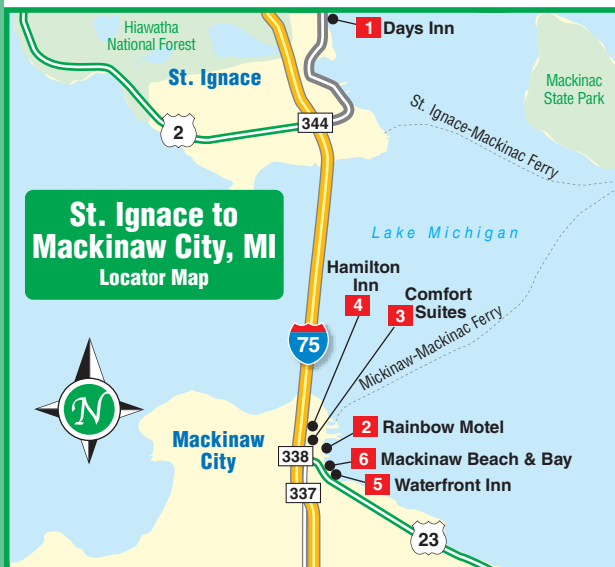 1 Days Inn
Hiawatha
National Forest
St. Ignace
Mackinac
State Park
344
2
St. Ignace-Mackinac Ferry
St. Ignace to
Mackinaw City, MI
Locator Map
Lake Michigan
Hamilton
Inn
4
Comfort
3 Suites
75
Mickinaw-Mackinac Ferry
N
Mackinaw
City
2 Rainbow Motel
338
6 Mackinaw Beach & Bay
5 Waterfront Inn
337
23